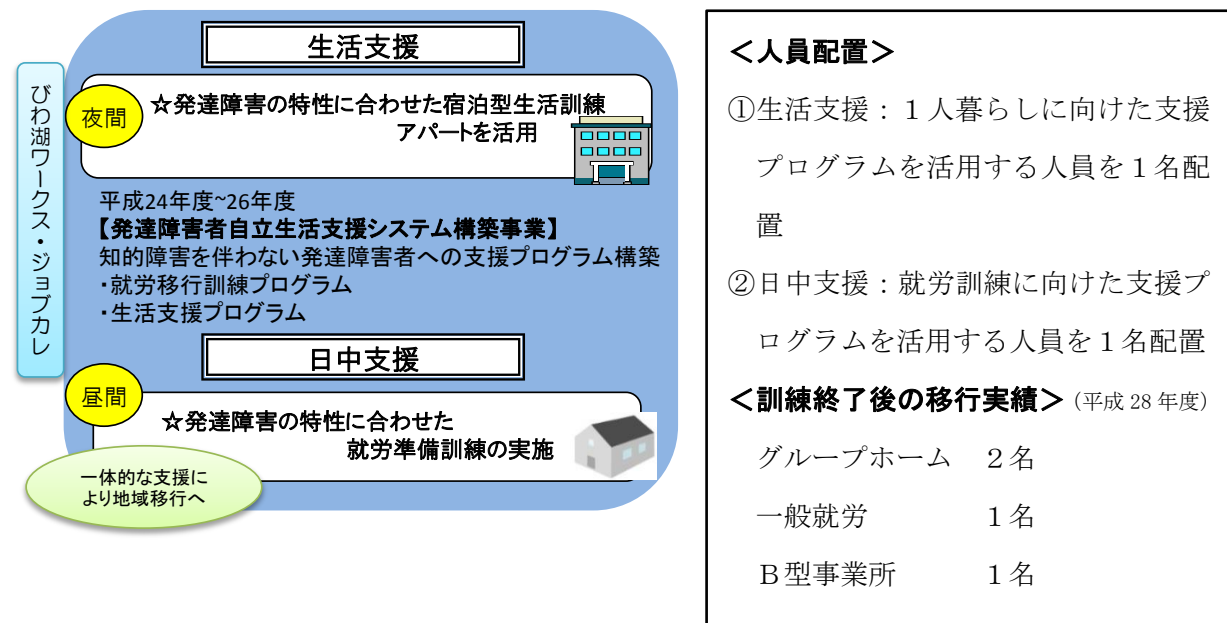 びわ湖ワークス・ジョブカレ
生活支援
夜間
☆発達障害の特性に合わせた宿泊型生活訓練
アパートを活用
平成24年度~26年度
【発達障害者自立生活支援システム構築事業】
知的障害を伴わない発達障害者への支援プログラム構築
・就労移行訓練プログラム
・生活支援プログラム
日中支援
昼間
☆発達障害の特性に合わせた
就労準備訓練の実施
一体的な支援に
より地域移行へ
＜人員配置＞
①生活支援：１人暮らしに向けた支援
プログラムを活用する人員を１名配
置
②日中支援：就労訓練に向けた支援プ
ログラムを活用する人員を１名配置
＜訓練終了後の移行実績＞（平成 28 年度）
グループホーム　２名
一般就労　１名
Ｂ型事業所　１名